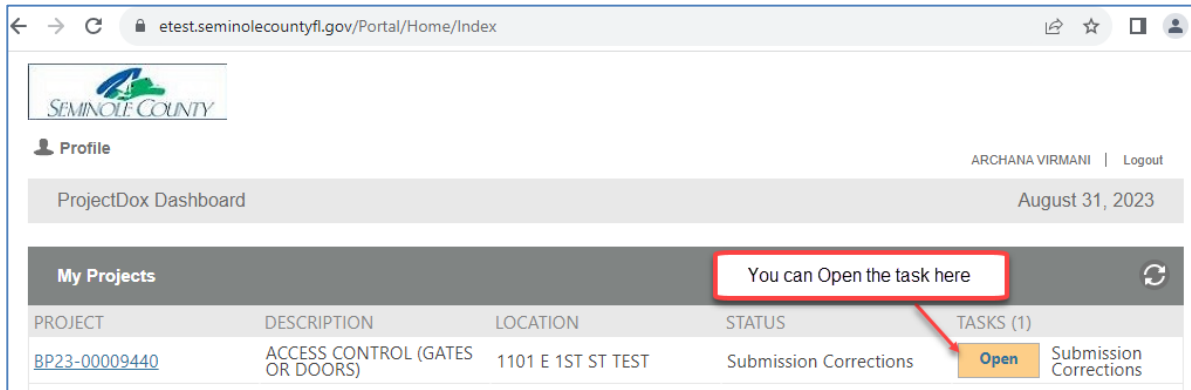 etest.seminolecountyfl.gov/Portal/Home/Index
SEMINOLE COUNTY
Profile
ARCHANA VIRMANI | Logout
ProjectDox Dashboard August 31, 2023
My Projects You can Open the task here
PROJECT DESCRIPTION LOCATION STATUS TASKS (1)
BP23-00009440 ACCESS CONTROL (GATES 1101 E 1ST ST TEST Submission Corrections Open Submission
OR DOORS) Corrections